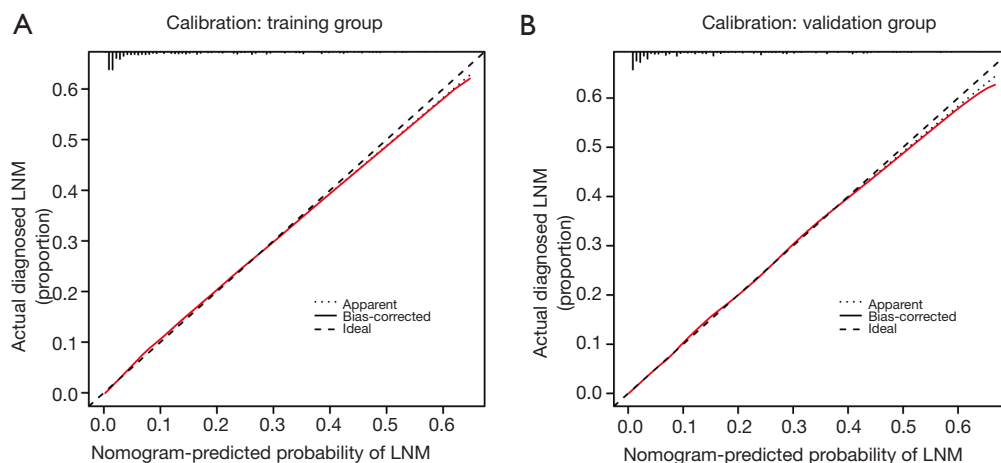 A
Calibration: training group
0.6
0.5
0.4
0.3
0.2
0.1
0.0
Actual diagnosed LNM
(proportion)
Apparent
Bias-corrected
Ideal
0.0 0.1 0.2 0.3 0.4 0.5 0.6
Nomogram-predicted probability of LNM
B
Calibration: validation group
0.6
0.5
0.4
0.3
0.2
0.1
0.0
Actual diagnosed LNM
(proportion)
Apparent
Bias-corrected
Ideal
0.0 0.1 0.2 0.3 0.4 0.5 0.6
Nomogram-predicted probability of LNM